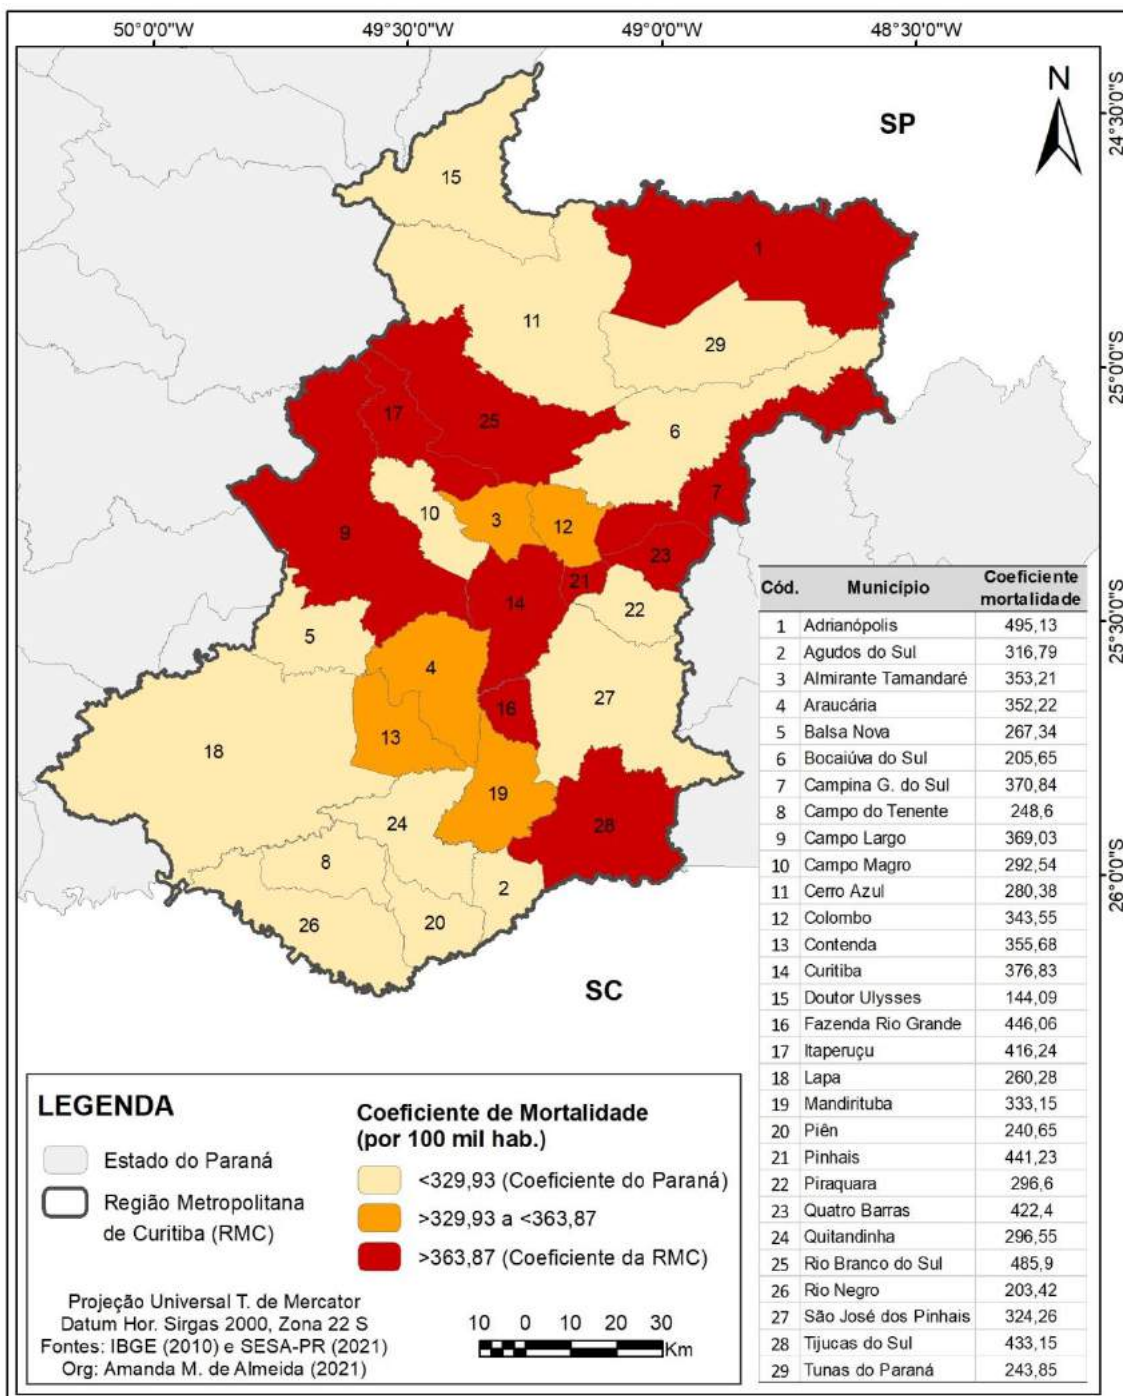 50°0'0"W 49°30'0"W 49°0'0"W 48°30'0"W
N
24°30'0"S
SP
15
1
11
29
25°0'0"S
17
25
6
7
10
3
12
9
23
21
14
22
5
25°30'0"S
4
27
16
13
18
19
24
28
8
2
26°0'0"S
26
20
SC
Cód. Município Coeficiente
mortalidade
1 Adrianópolis 495,13
2 Agudos do Sul 316,79
3 Almirante Tamandaré 353,21
4 Araucária 352,22
5 Balsa Nova 267,34
6 Bocaiúva do Sul 205,65
7 Campina G. do Sul 370,84
8 Campo do Tenente 248,6
9 Campo Largo 369,03
10 Campo Magro 292,54
11 Cerro Azul 280,38
12 Colombo 343,55
13 Contenda 355,68
14 Curitiba 376,83
15 Doutor Ulysses 144,09
16 Fazenda Rio Grande 446,06
17 Itaperuçu 416,24
18 Lapa 260,28
19 Mandirituba 333,15
20 Piên 240,65
21 Pinhais 441,23
22 Piraquara 296,6
23 Quatro Barras 422,4
24 Quitandinha 296,55
25 Rio Branco do Sul 485,9
26 Rio Negro 203,42
27 São José dos Pinhais 324,26
28 Tijucas do Sul 433,15
29 Tunas do Paraná 243,85
LEGENDA
Estado do Paraná
Região Metropolitana
de Curitiba (RMC)
Coeficiente de Mortalidade
(por 100 mil hab.)
<329,93 (Coeficiente do Paraná)
>329,93 a <363,87
>363,87 (Coeficiente da RMC)
Projeção Universal T. de Mercator
Datum Hor. Sirgas 2000, Zona 22 S
Fontes: IBGE (2010) e SESA-PR (2021)
Org: Amanda M. de Almeida (2021)
10 0 10 20 30
Km